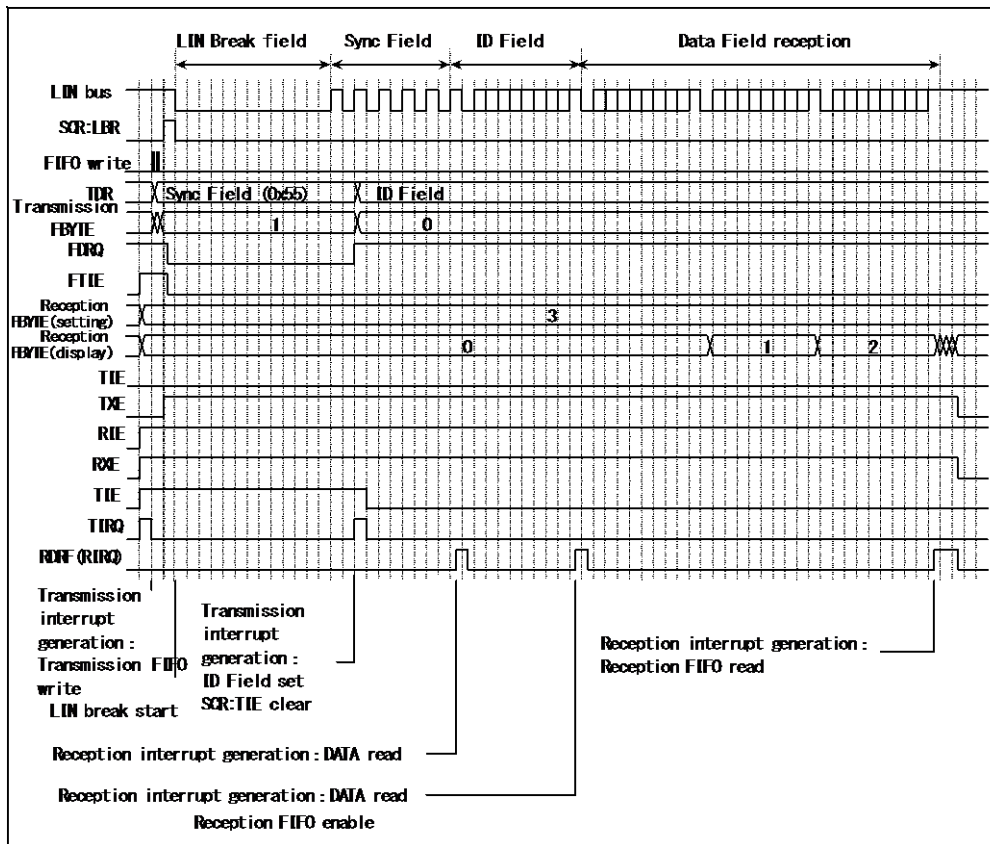 LIN Break field Sync Field ID Field Data Field reception
LIN bus
SCR:LBR
FIFO write
TDR Sync Field (0x55) ID Field
Transmission
FBYTE 1 0
FDRQ
FTIE
Reception
FBYTE(setting) 3
Reception
FBYTE(display) 0 1 2
TIE
TXE
RIE
RXE
TIE
TIRQ
RDRF(RIRQ)
Transmission
interrupt
generation :
Transmission FIFO
write
LIN break start
Transmission
interrupt
generation :
ID Field set
SCR:TIE clear
Reception interrupt generation :
Reception FIFO read
Reception interrupt generation : DATA read
Reception interrupt generation : DATA read
Reception FIFO enable